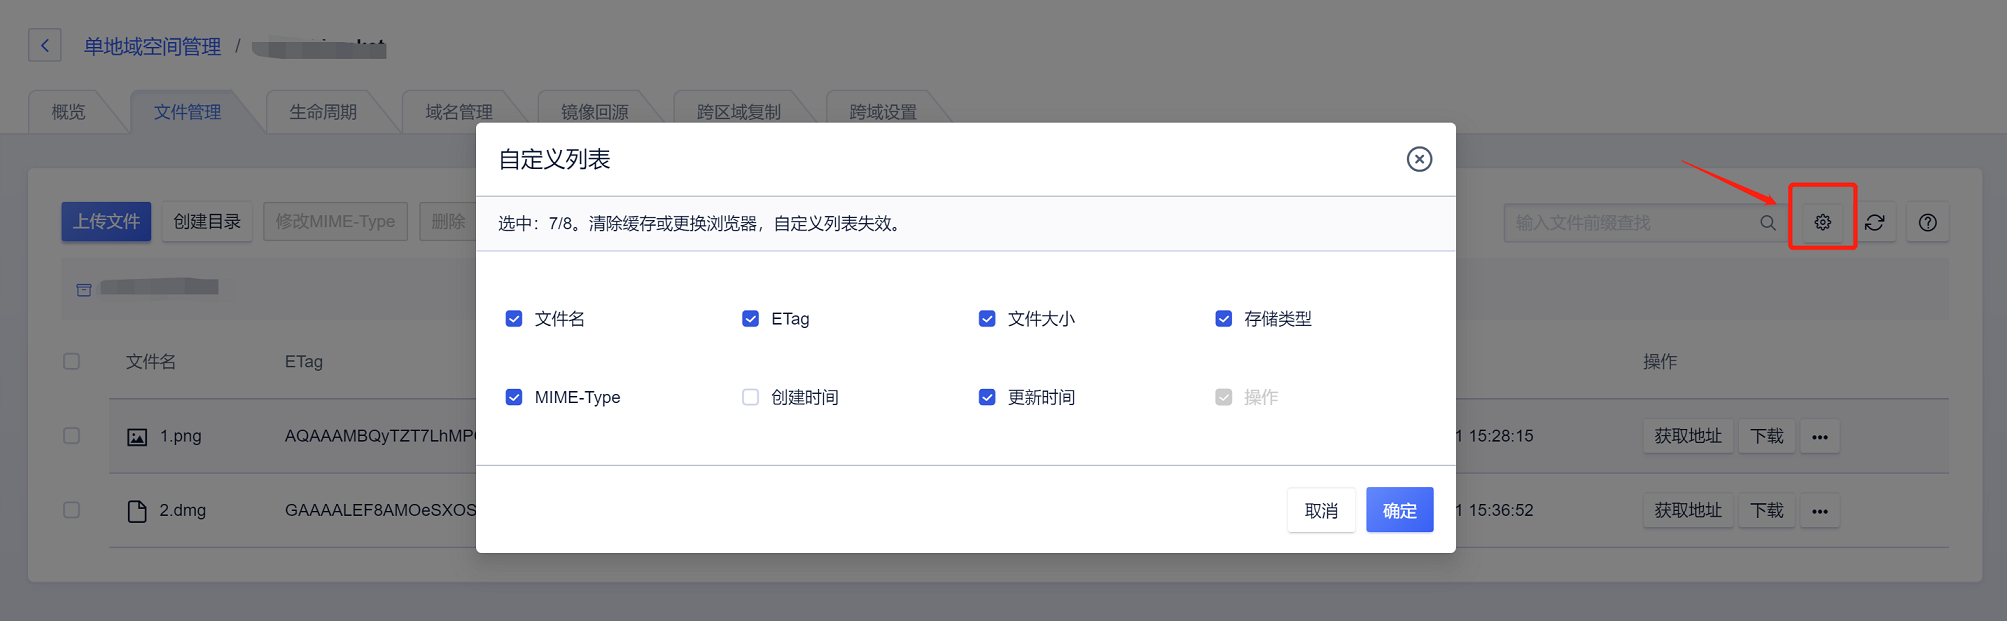 单地域空间管理 /
概览 文件管理 生命周期 域名管理 镜像回源 跨区域复制 跨域设置
自定义列表
上传文件 创建目录 修改MIME-Type 删除 输入文件前缀查找
选中：7/8。清除缓存或更换浏览器，自定义列表失效。
文件名 ETag 文件大小 存储类型
文件名 ETag 操作
MIME-Type 创建时间 更新时间 操作
1.png AQAAAMBQyTZT7LhMP 1 15:28:15 获取地址 下载 •••
2.dmg GAAAALEF8AMOeSXOS 1 15:36:52 获取地址 下载 •••
取消 确定